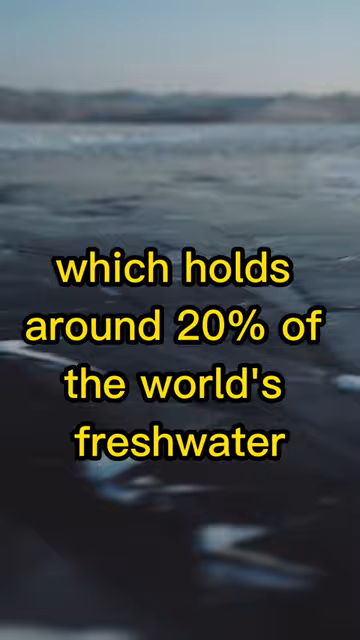 which holds
around 20% of
the world's
freshwater